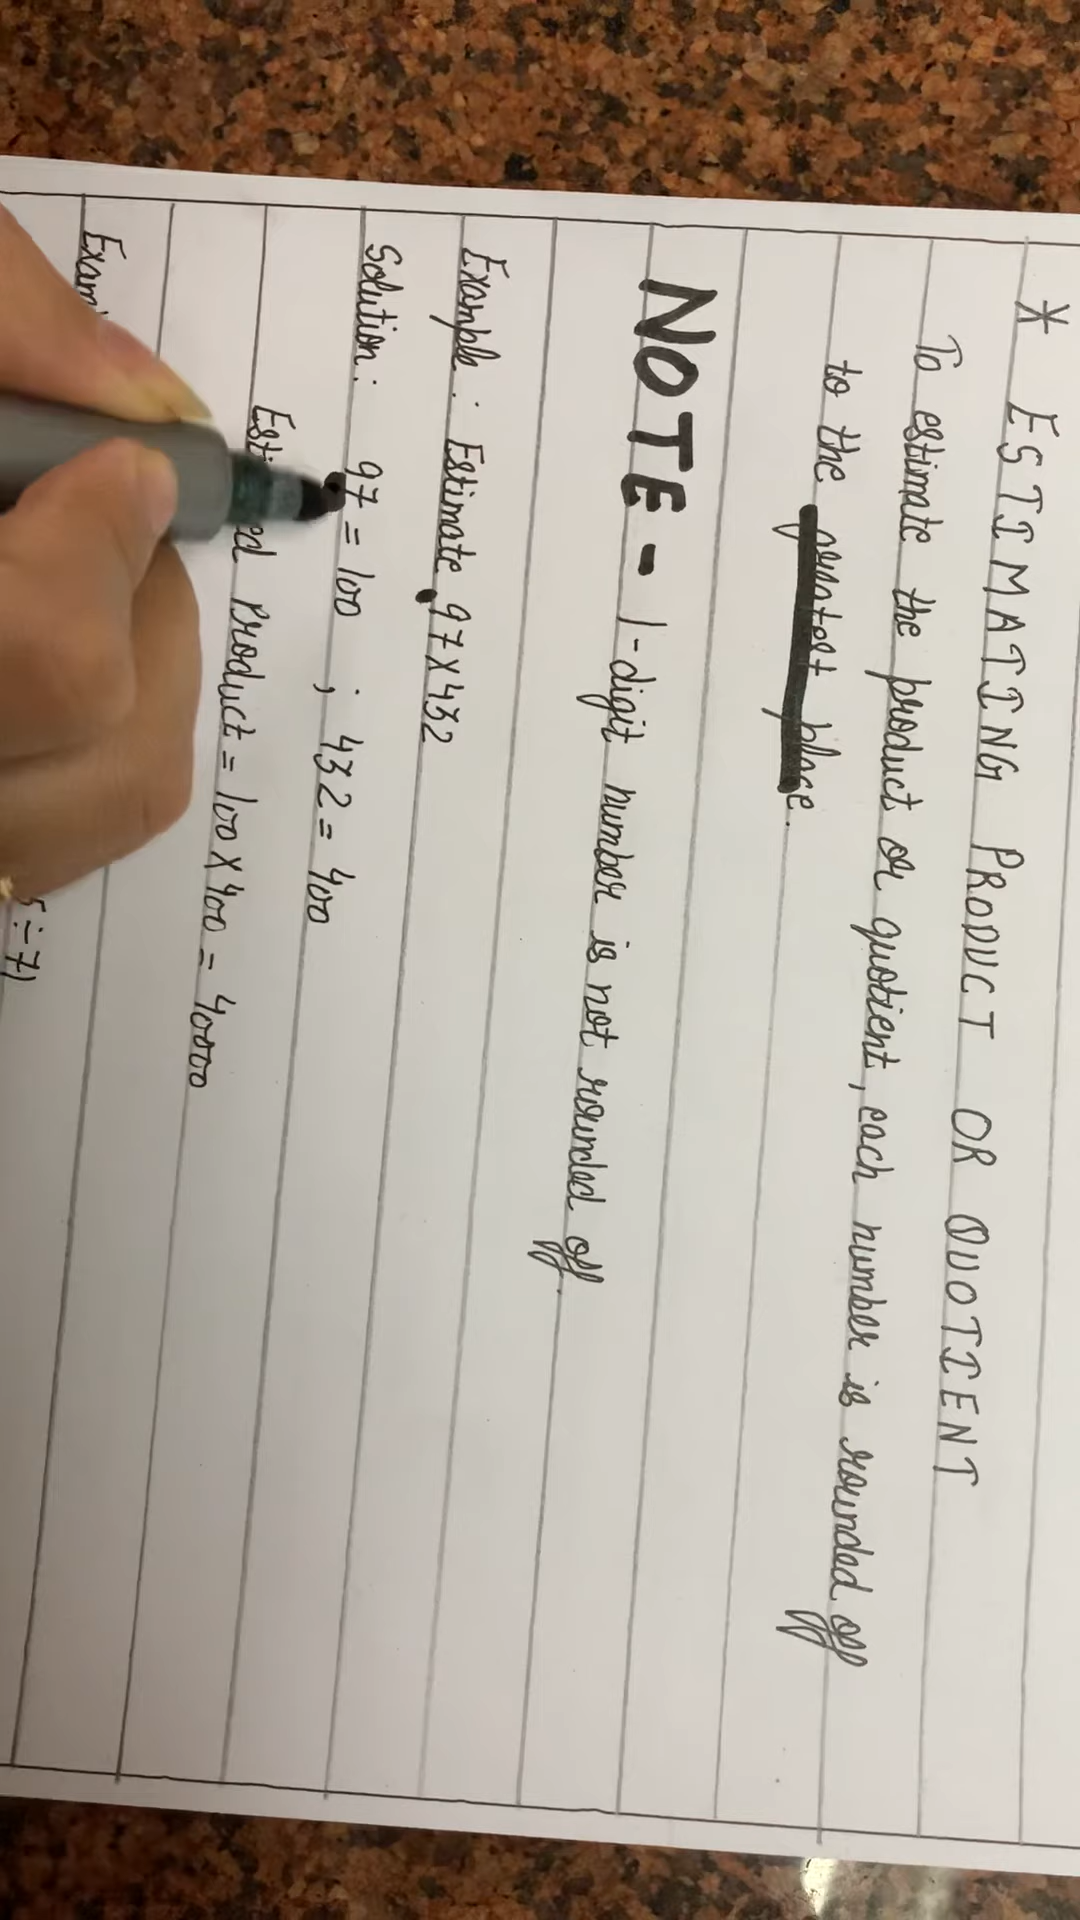 * ESTIMATING PRODUCT OR QUOTIENT
To estimate the product or quotient, each number is rounded off
to the greatest place.
NOTE - 1-digit number is not rounded off.
Example : Estimate 97 x 432
Solution : 97 = 100 ; 432 = 400
product = 100 x 400 = 40000
÷ 71